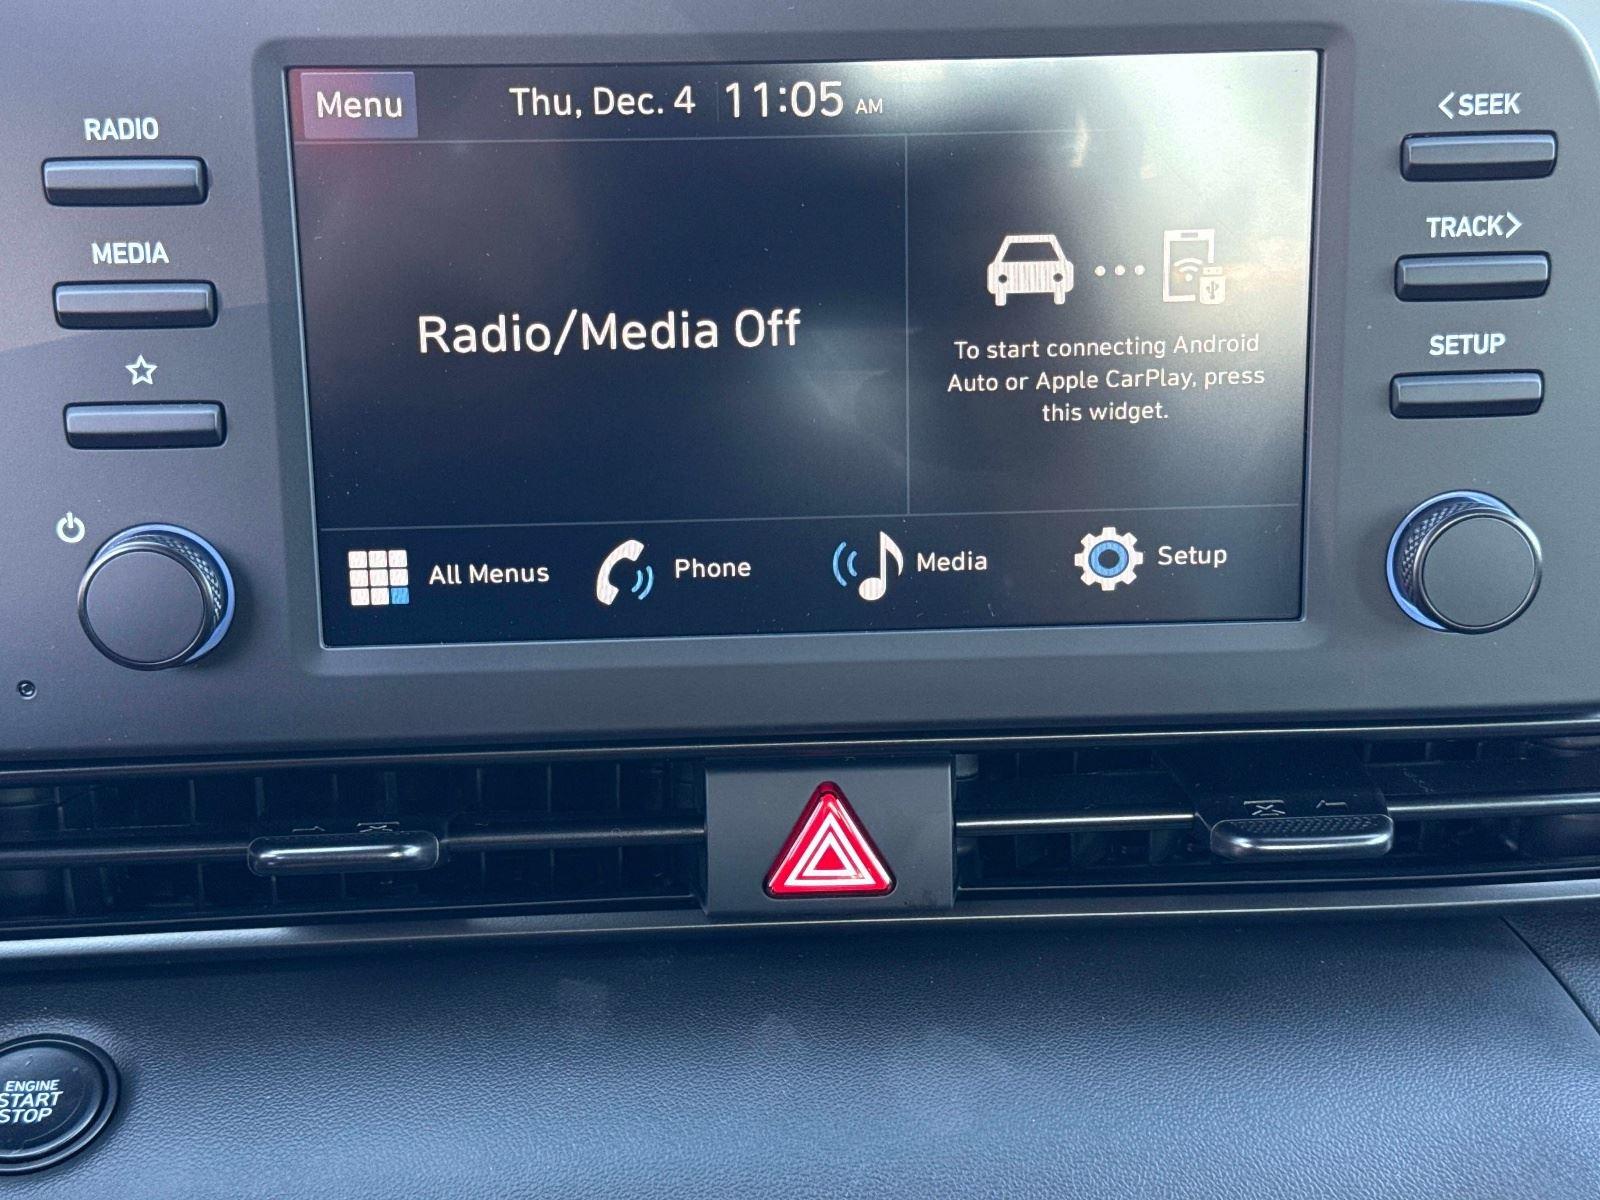 Menu
Thu, Dec. 4 11:05 AM
RADIO
MEDIA
<SEEK
TRACK>
SETUP
Radio/Media Off
To start connecting Android
Auto or Apple CarPlay, press
this widget.
All Menus
Phone
Media
Setup
ENGINE
START
STOP